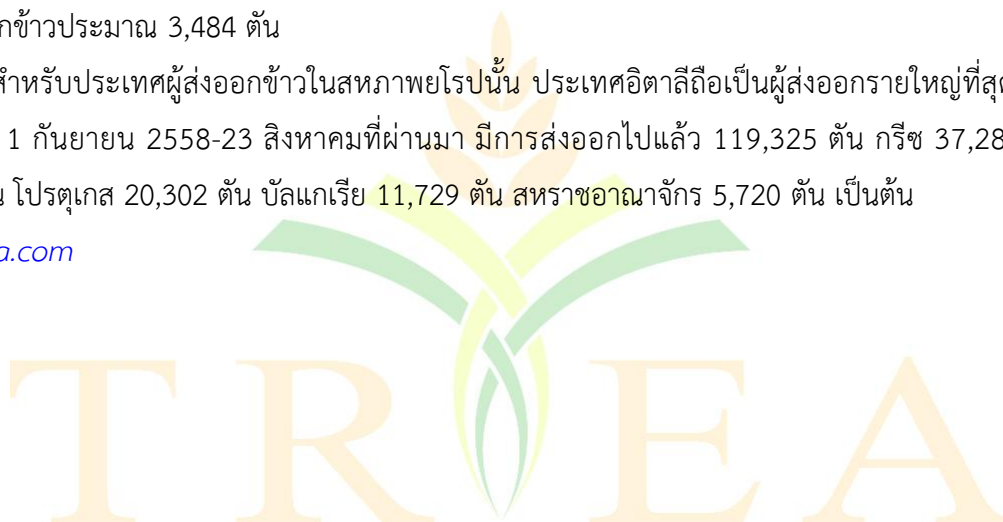 กข้าวประมาณ 3,484 ตัน
สำหรับประเทศผู้ส่งออกข้าวในสหภาพยุโรปนั้น ประเทศอิตาลีถือเป็นผู้ส่งออกรายใหญ่ที่สุด
1 กันยายน 2558-23 สิงหาคมที่ผ่านมา มีการส่งออกไปแล้ว 119,325 ตัน กรีซ 37,28
น โปรตุเกส 20,302 ตัน บัลแกเรีย 11,729 ตัน สหราชอาณาจักร 5,720 ตัน เป็นต้น
a.com
T R E A